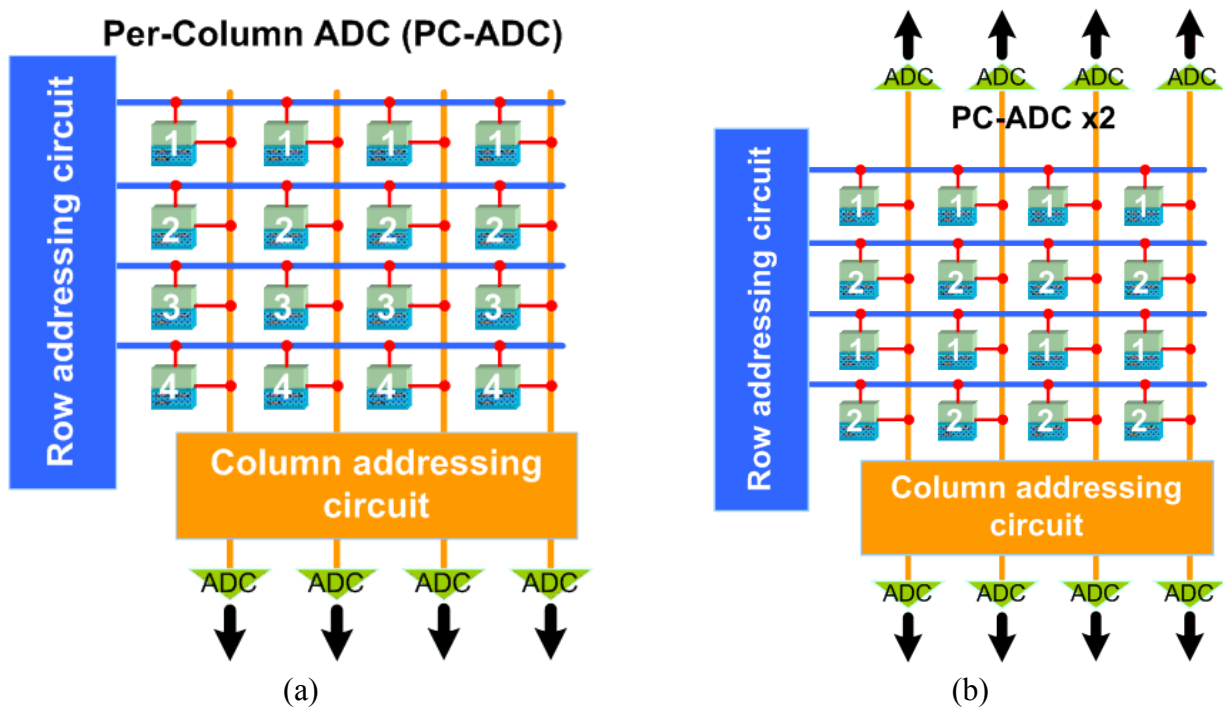 Per-Column ADC (PC-ADC)
Row addressing circuit
1 1 1 1
2 2 2 2
3 3 3 3
4 4 4 4
Column addressing
circuit
ADC ADC ADC ADC
(a)
ADC ADC ADC ADC
PC-ADC x2
Row addressing circuit
1 1 1 1
2 2 2 2
1 1 1 1
2 2 2 2
Column addressing
circuit
ADC ADC ADC ADC
(b)